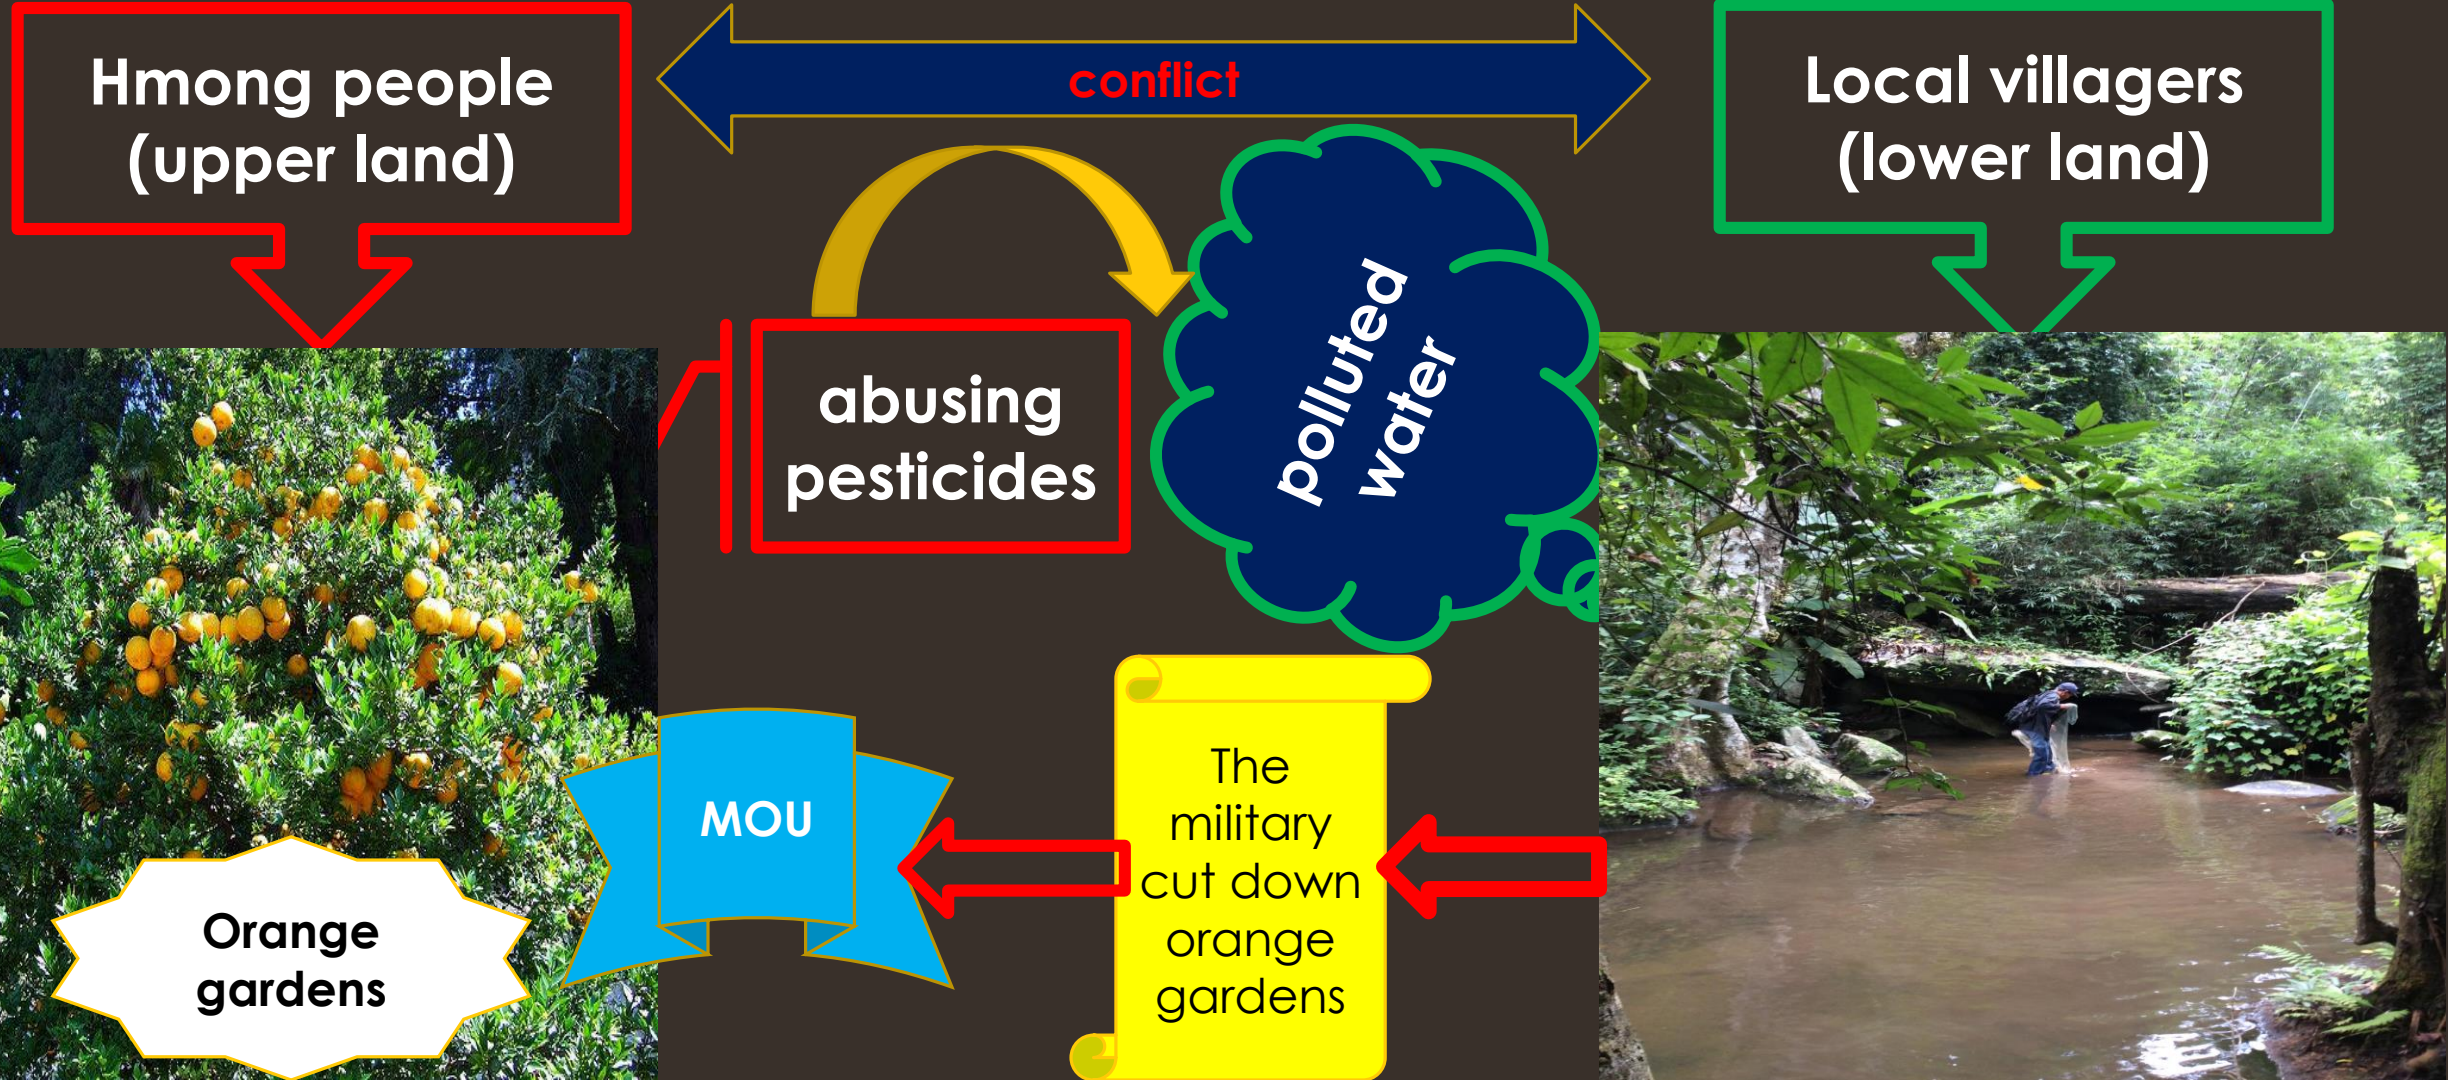 Hmong people
(upper land)
conflict
Local villagers
(lower land)
abusing
pesticides
polluted
water
MOU
The
military
cut down
orange
gardens
Orange
gardens